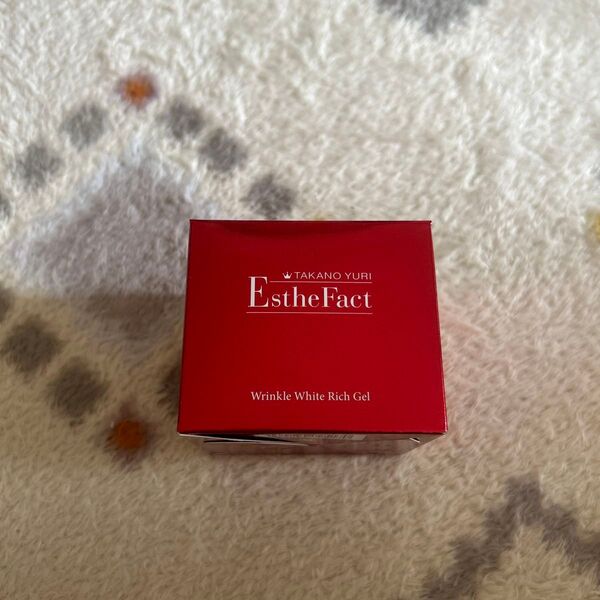 TAKANO YURI
EstheFact
Wrinkle White Rich Gel